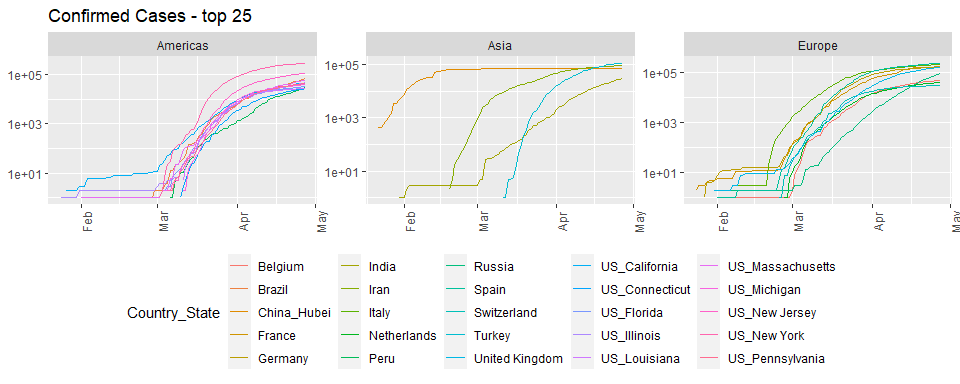 Confirmed Cases - top 25
Americas Asia Europe
1e+05 1e+05 1e+05
1e+03 1e+03 1e+03
1e+01 1e+01 1e+01
Feb Mar Apr May Feb Mar Apr May Feb Mar Apr May
Belgium India Russia US_California US_Massachusetts
Brazil Iran Spain US_Connecticut US_Michigan
China_Hubei Italy Switzerland US_Florida US_New Jersey
Country_State
France Netherlands Turkey US_Illinois US_New York
Germany Peru United Kingdom US_Louisiana US_Pennsylvania